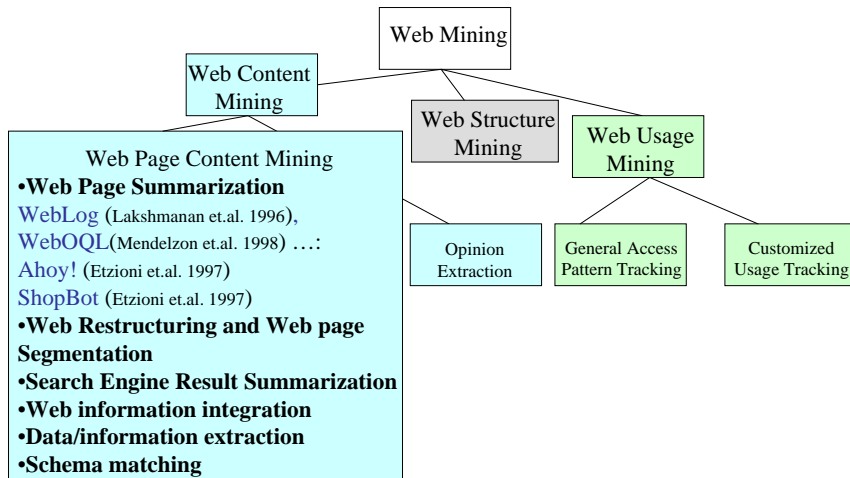 Web Mining
Web Content
Mining
Web Structure
Mining
Web Usage
Mining
Web Page Content Mining
•Web Page Summarization
WebLog (Lakshmanan et.al. 1996),
WebOQL(Mendelzon et.al. 1998) …:
Ahoy! (Etzioni et.al. 1997)
ShopBot (Etzioni et.al. 1997)
•Web Restructuring and Web page
Segmentation
•Search Engine Result Summarization
•Web information integration
•Data/information extraction
•Schema matching
Opinion
Extraction
General Access
Pattern Tracking
Customized
Usage Tracking